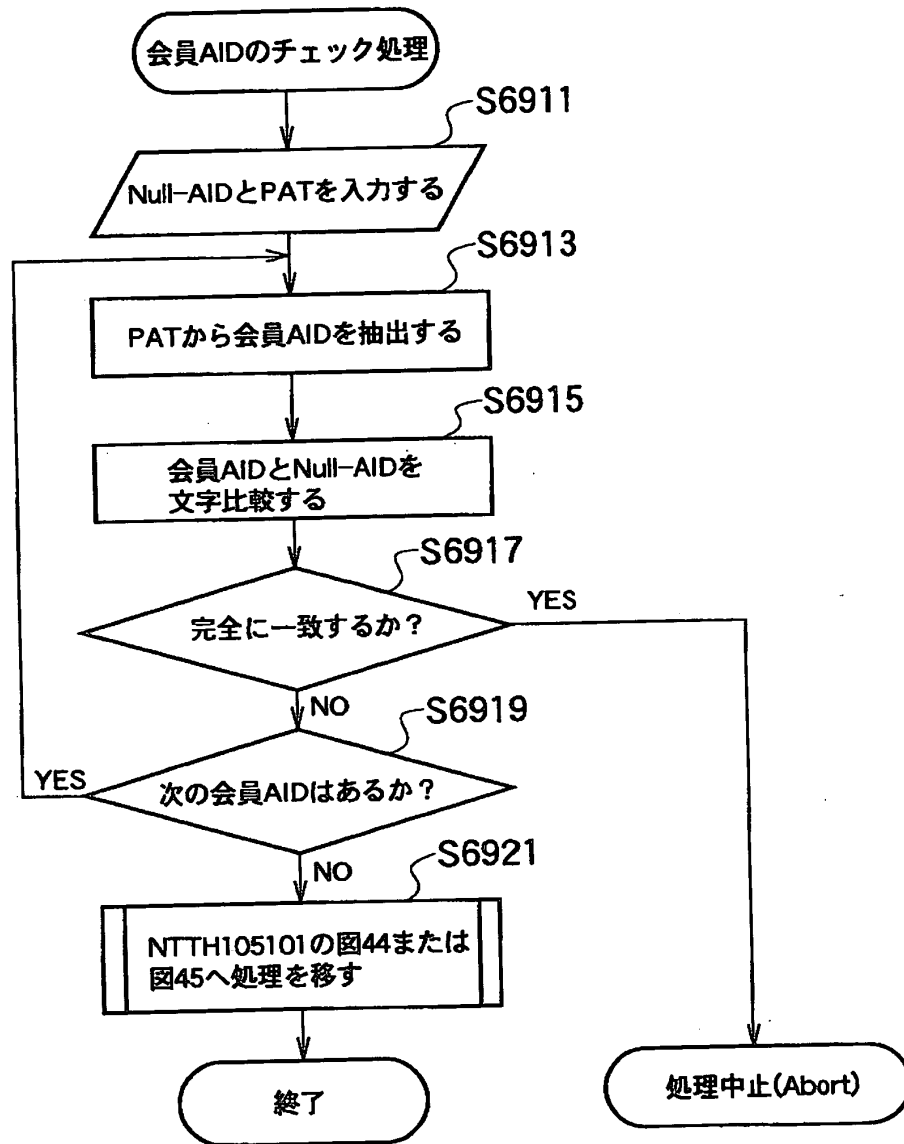 会員AIDのチェック処理
S6911
Null-AIDとPATを入力する
S6913
PATから会員AIDを抽出する
S6915
会員AIDとNull-AIDを
文字比較する
S6917
完全に一致するか?
YES
NO
S6919
次の会員AIDはあるか?
YES
NO
S6921
NTTH105101の図44または
図45へ処理を移す
終了
処理中止(Abort)